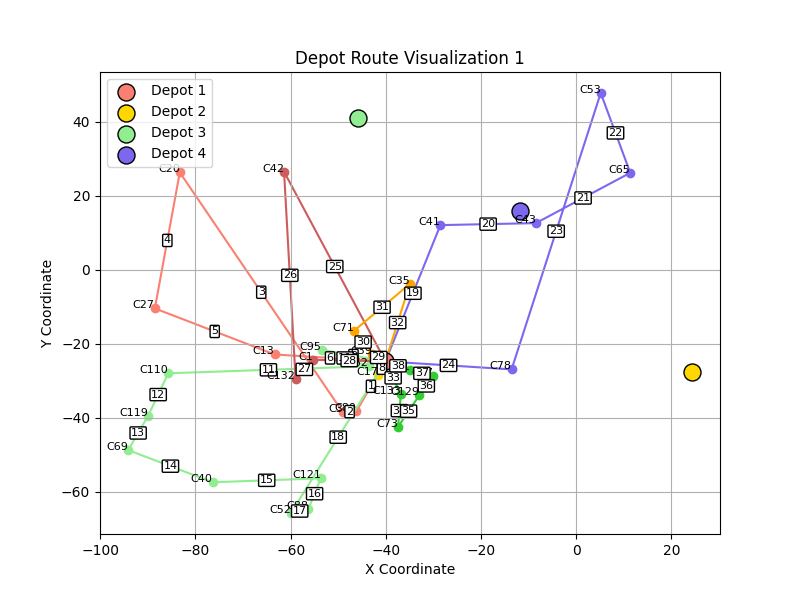 Depot Route Visualization 1
Depot 1
Depot 2
Depot 3
Depot 4
Y Coordinate
40
20
0
−20
−40
−60
−100
−80
−60
−40
−20
0
20
X Coordinate
C53
22
C65
C20
C42
21
C41
20
C43
23
4
25
3
26
C35
19
C27
31
32
5
C71
30
C95
C13
C1
6
28
29
C110
11
27
C132
C17
8
38
37
24
C78
33
1
36
12
C133
C119
2
35
C73
13
18
C69
14
C40
15
C121
16
C52
17